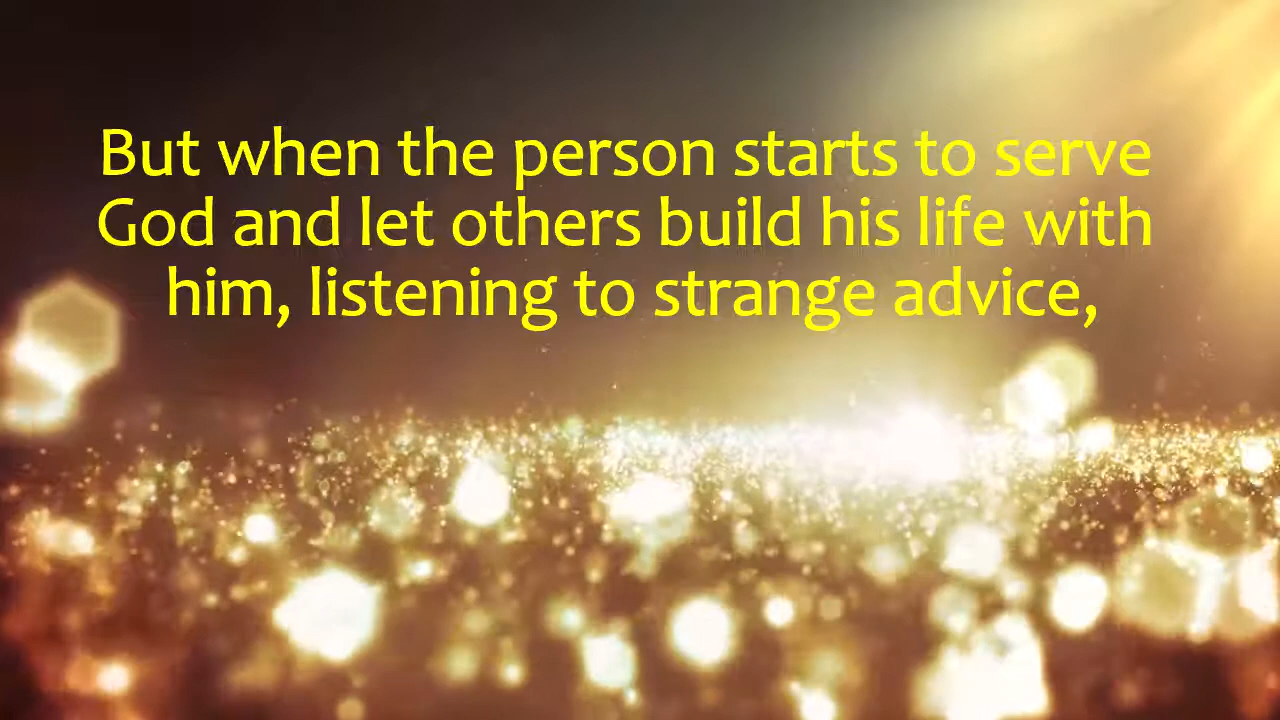 But when the person starts to serve
God and let others build his life with
him, listening to strange advice,